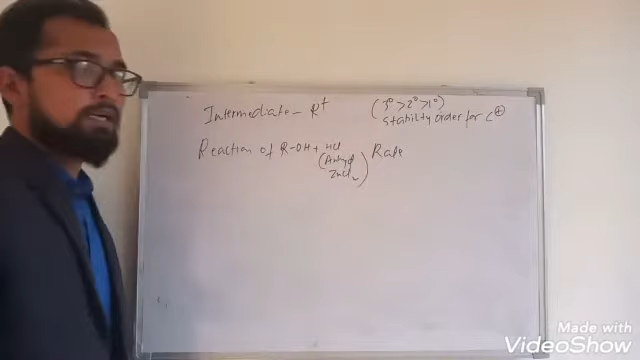 Intermediate - R⁺ (3° > 2° > 1°)
stability order for C⊕
Reaction of R-OH + HCl Rate
(Anhyd
ZnCl₂)
Made with
VideoShow